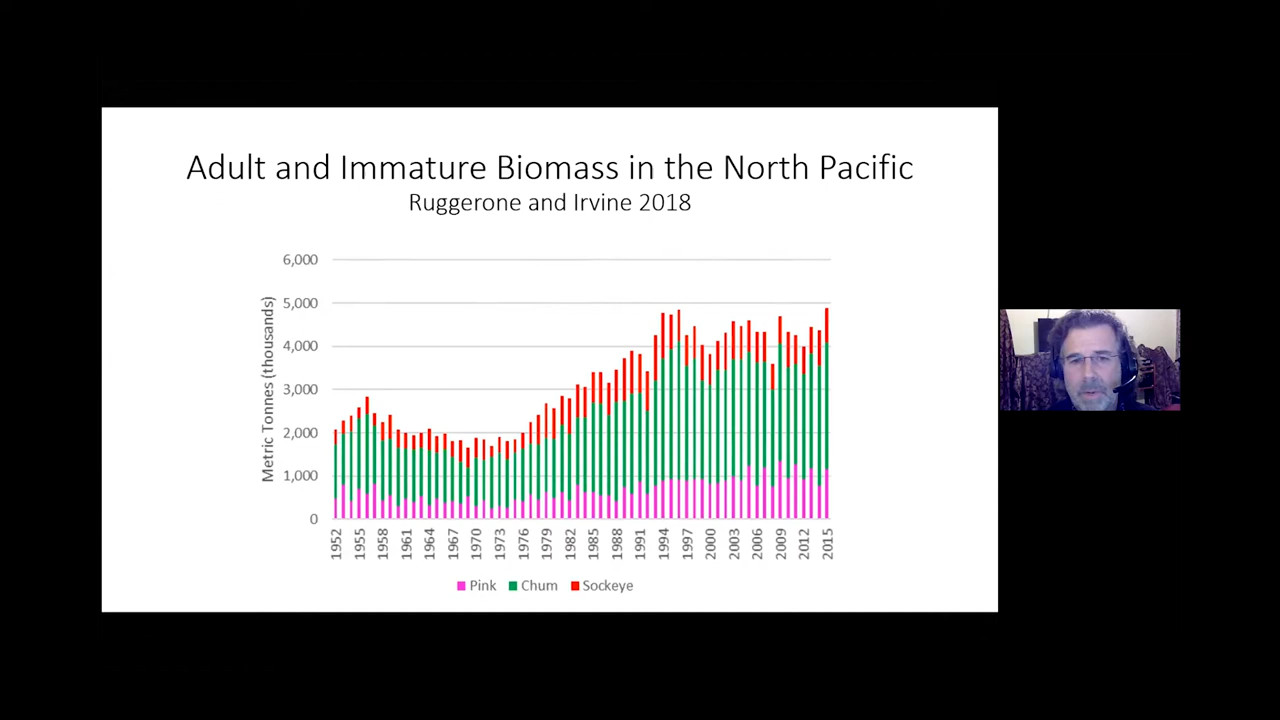 Adult and Immature Biomass in the North Pacific
Ruggerone and Irvine 2018
Metric Tonnes (thousands)
6,000
5,000
4,000
3,000
2,000
1,000
0
1952 1955 1958 1961 1964 1967 1970 1973 1976 1979 1982 1985 1988 1991 1994 1997 2000 2003 2006 2009 2012 2015
Pink Chum Sockeye